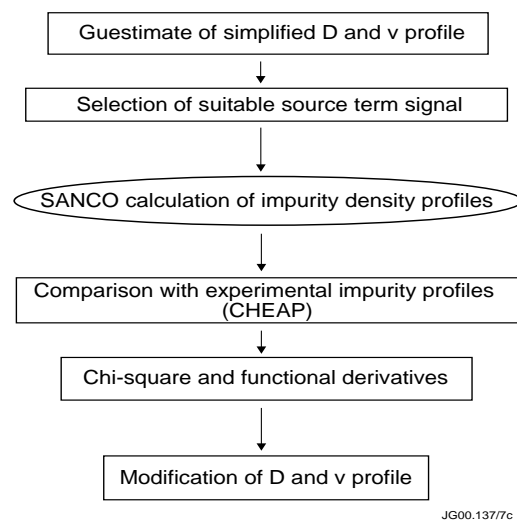 Guestimate of simplified D and v profile
Selection of suitable source term signal
SANCO calculation of impurity density profiles
Comparison with experimental impurity profiles
(CHEAP)
Chi-square and functional derivatives
Modification of D and v profile
JG00.137/7c